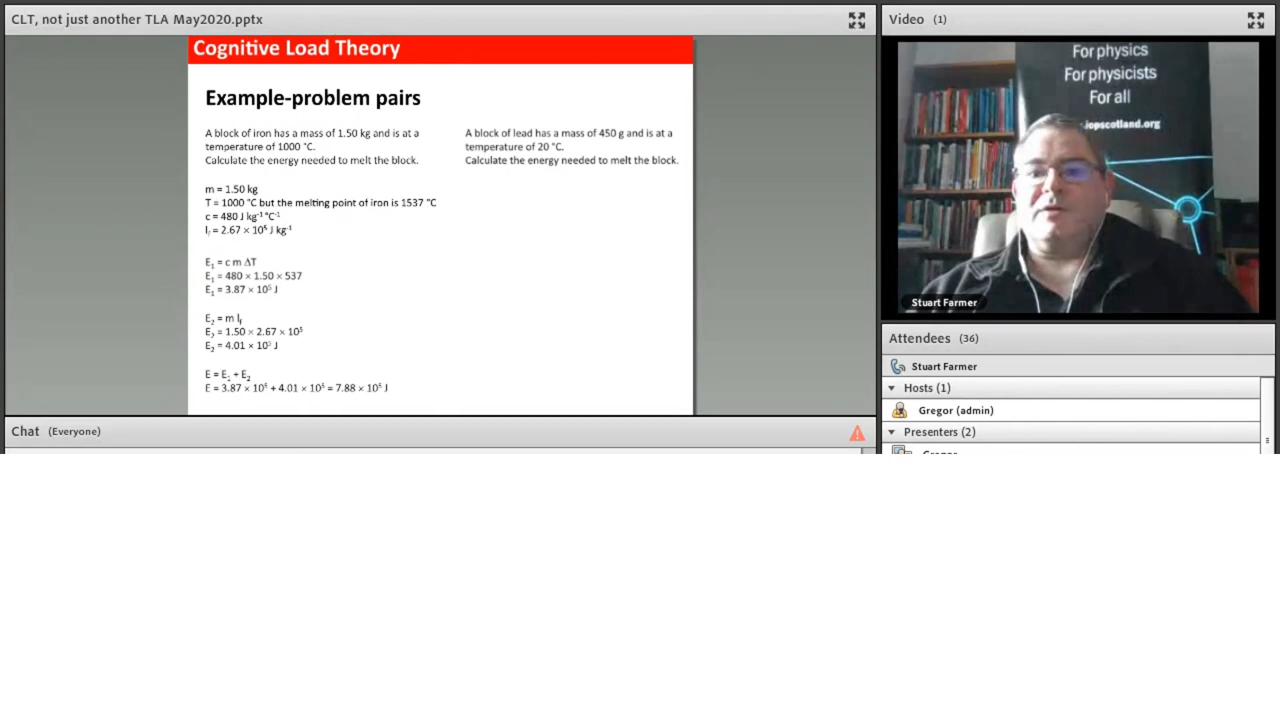 CLT, not just another TLA May2020.pptx
Cognitive Load Theory
Example-problem pairs
A block of iron has a mass of 1.50 kg and is at a
temperature of 1000 °C.
Calculate the energy needed to melt the block.
m = 1.50 kg
T = 1000 °C but the melting point of iron is 1537 °C
c = 480 J kg⁻¹ °C⁻¹
l_f = 2.67 × 10⁵ J kg⁻¹
E₁ = c m ΔT
E₁ = 480 × 1.50 × 537
E₁ = 3.87 × 10⁵ J
E₂ = m l_f
E₂ = 1.50 × 2.67 × 10⁵
E₂ = 4.01 × 10⁵ J
E = E₁ + E₂
E = 3.87 × 10⁵ + 4.01 × 10⁵ = 7.88 × 10⁵ J
A block of lead has a mass of 450 g and is at a
temperature of 20 °C.
Calculate the energy needed to melt the block.
Chat (Everyone)
Video (1)
For physics
For physicists
For all
.iopscotland.org
Stuart Farmer
Attendees (36)
Stuart Farmer
Hosts (1)
Gregor (admin)
Presenters (2)